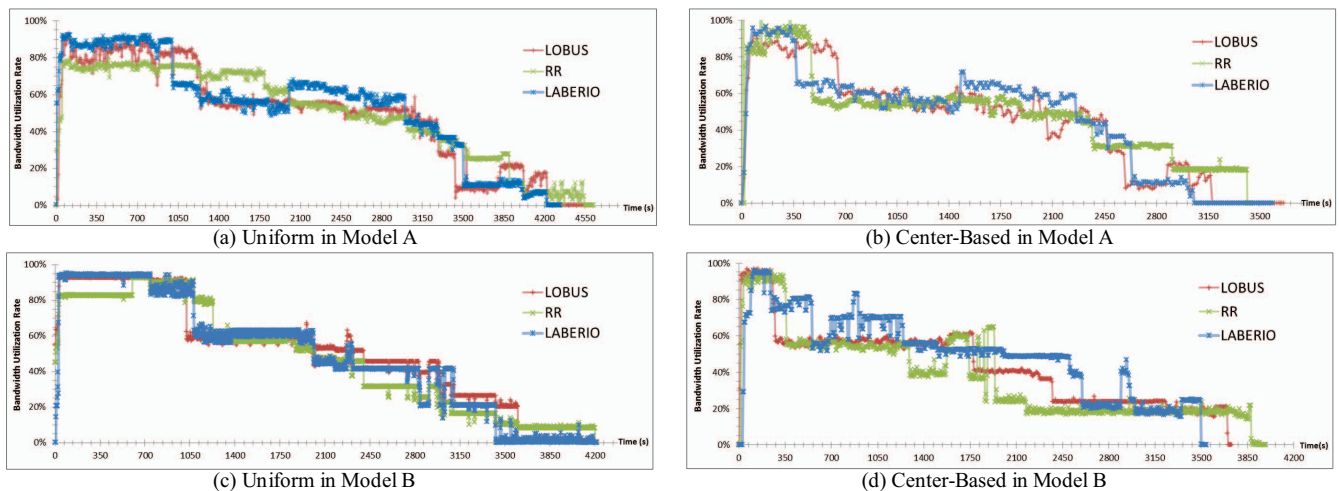 100%
80%
60%
40%
20%
0%
Bandwidth Utilization Rate
LOBUS
RR
LABERIO
0 350 700 1050 1400 1750 2100 2450 2800 3150 3500 3850 4200 4550
Time (s)
(a) Uniform in Model A
100%
80%
60%
40%
20%
0%
Bandwidth Utilization Rate
LOBUS
RR
LABERIO
0 350 700 1050 1400 1750 2100 2450 2800 3150 3500
Time (s)
(b) Center-Based in Model A
100%
80%
60%
40%
20%
0%
Bandwidth Utilization Rate
LOBUS
RR
LABERIO
0 350 700 1050 1400 1750 2100 2450 2800 3150 3500 3850 4200
Time (s)
(c) Uniform in Model B
100%
80%
60%
40%
20%
0%
Bandwidth Utilization Rate
LOBUS
RR
LABERIO
0 350 700 1050 1400 1750 2100 2450 2800 3150 3500 3850 4200
Time(s)
(d) Center-Based in Model B